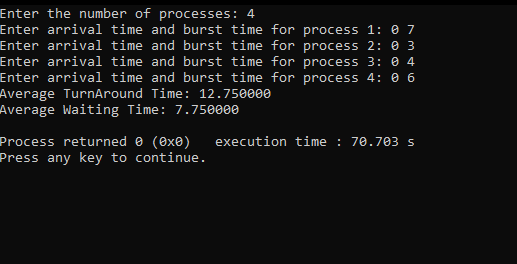 Enter the number of processes: 4
Enter arrival time and burst time for process 1: 0 7
Enter arrival time and burst time for process 2: 0 3
Enter arrival time and burst time for process 3: 0 4
Enter arrival time and burst time for process 4: 0 6
Average TurnAround Time: 12.750000
Average Waiting Time: 7.750000
Process returned 0 (0x0)   execution time : 70.703 s
Press any key to continue.